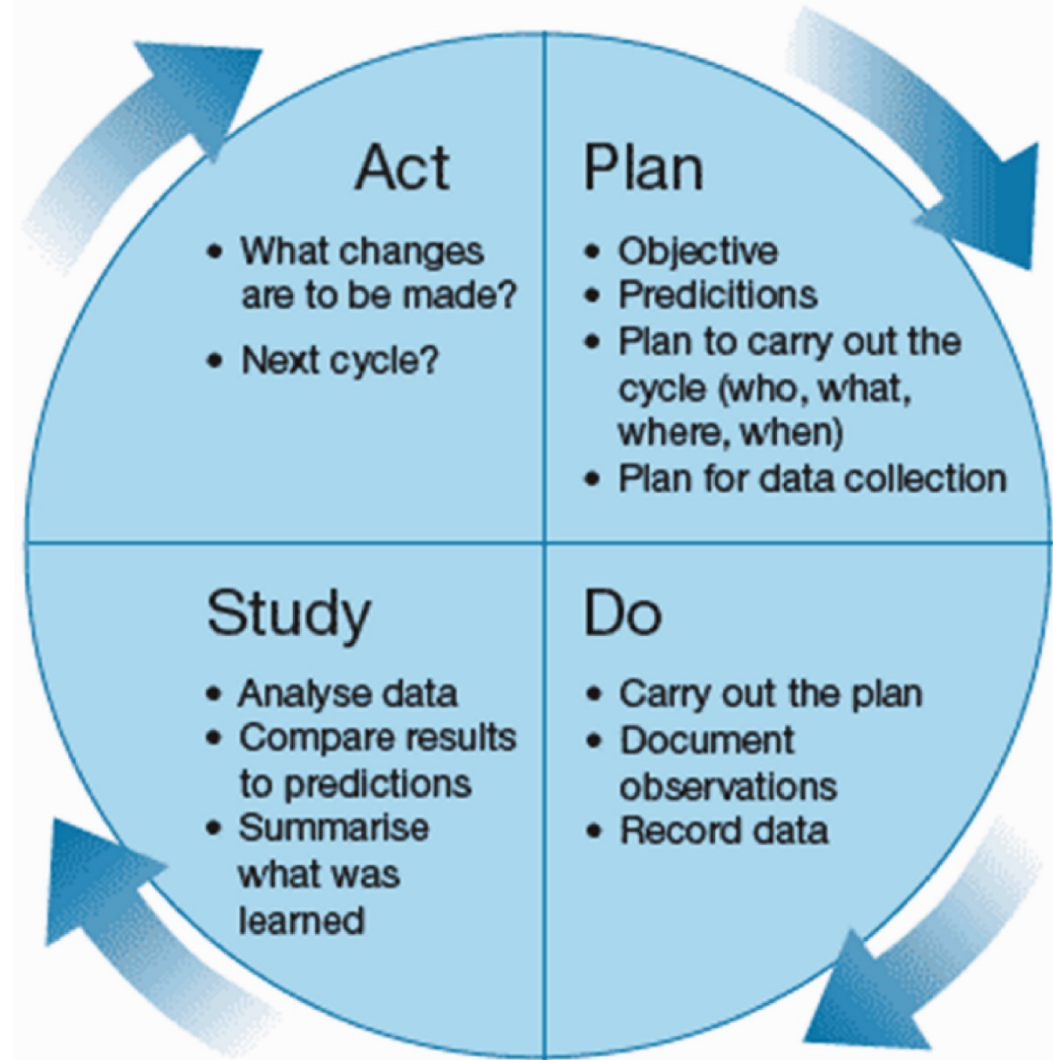 Act
• What changes
are to be made?
• Next cycle?
Plan
• Objective
• Predicitions
• Plan to carry out the
cycle (who, what,
where, when)
• Plan for data collection
Study
• Analyse data
• Compare results
to predictions
• Summarise
what was
learned
Do
• Carry out the plan
• Document
observations
• Record data